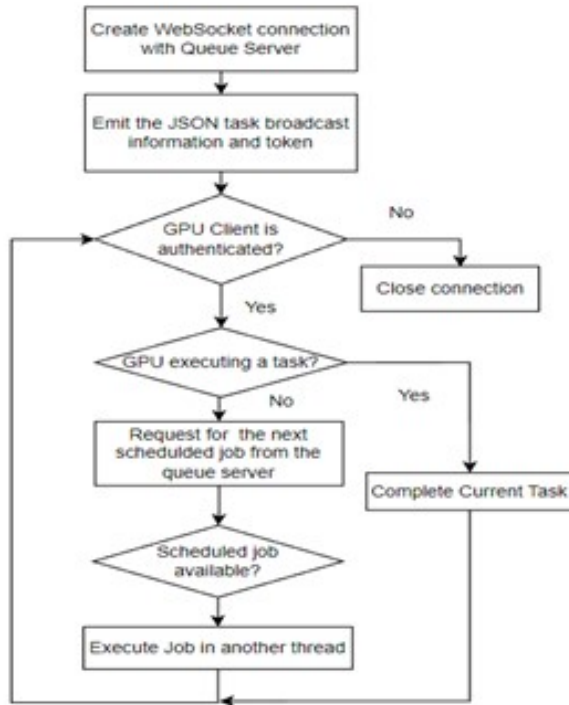 Create WebSocket connection
with Queue Server
Emit the JSON task broadcast
information and token
GPU Client is
authenticated?
No
Close connection
Yes
GPU executing a task?
No
Yes
Request for the next
schedulded job from the
queue server
Complete Current Task
Scheduled job
available?
Execute Job in another thread